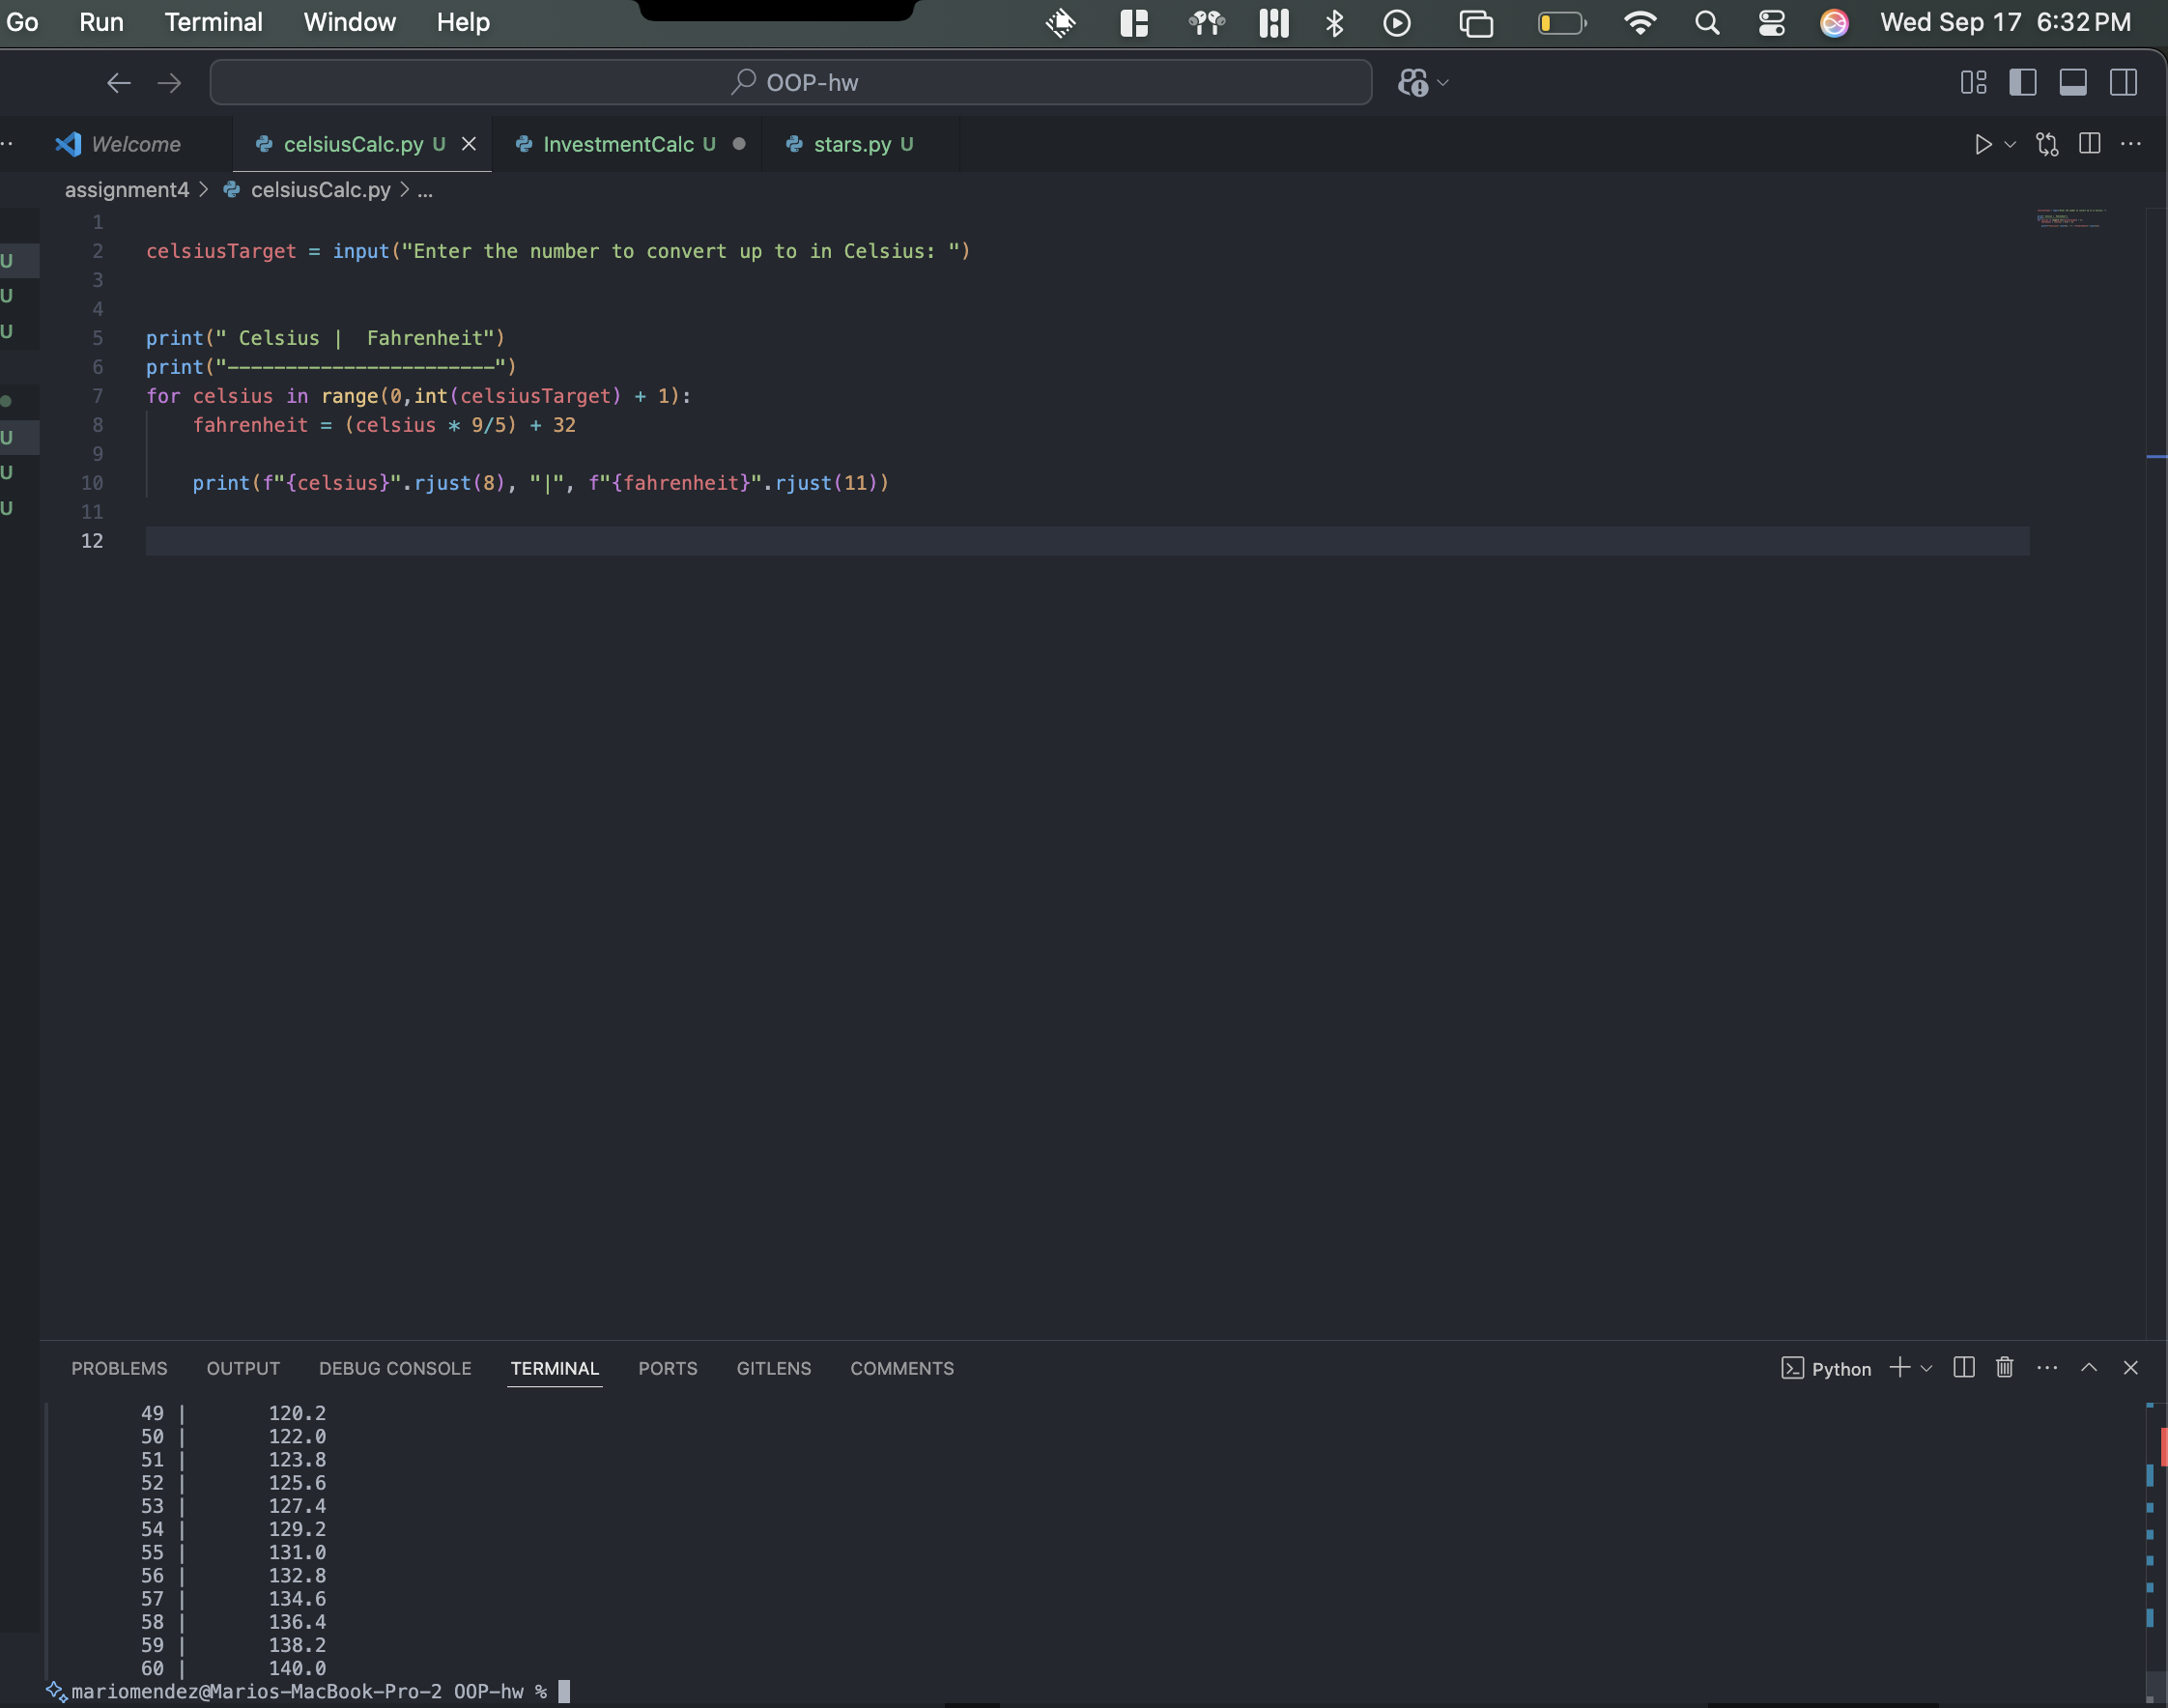 Go Run Terminal Window Help Wed Sep 17 6:32 PM
OOP-hw
Welcome celsiusCalc.py U InvestmentCalc U stars.py U
assignment4 > celsiusCalc.py > ...
1
2 celsiusTarget = input("Enter the number to convert up to in Celsius: ")
3
4
5 print(" Celsius |  Fahrenheit")
6 print("-----------------------")
7 for celsius in range(0,int(celsiusTarget) + 1):
8     fahrenheit = (celsius * 9/5) + 32
9
10     print(f"{celsius}".rjust(8), "|", f"{fahrenheit}".rjust(11))
11
12
U
U
U
U
U
U
PROBLEMS OUTPUT DEBUG CONSOLE TERMINAL PORTS GITLENS COMMENTS Python
49 |       120.2
50 |       122.0
51 |       123.8
52 |       125.6
53 |       127.4
54 |       129.2
55 |       131.0
56 |       132.8
57 |       134.6
58 |       136.4
59 |       138.2
60 |       140.0
mariomendez@Marios-MacBook-Pro-2 OOP-hw %